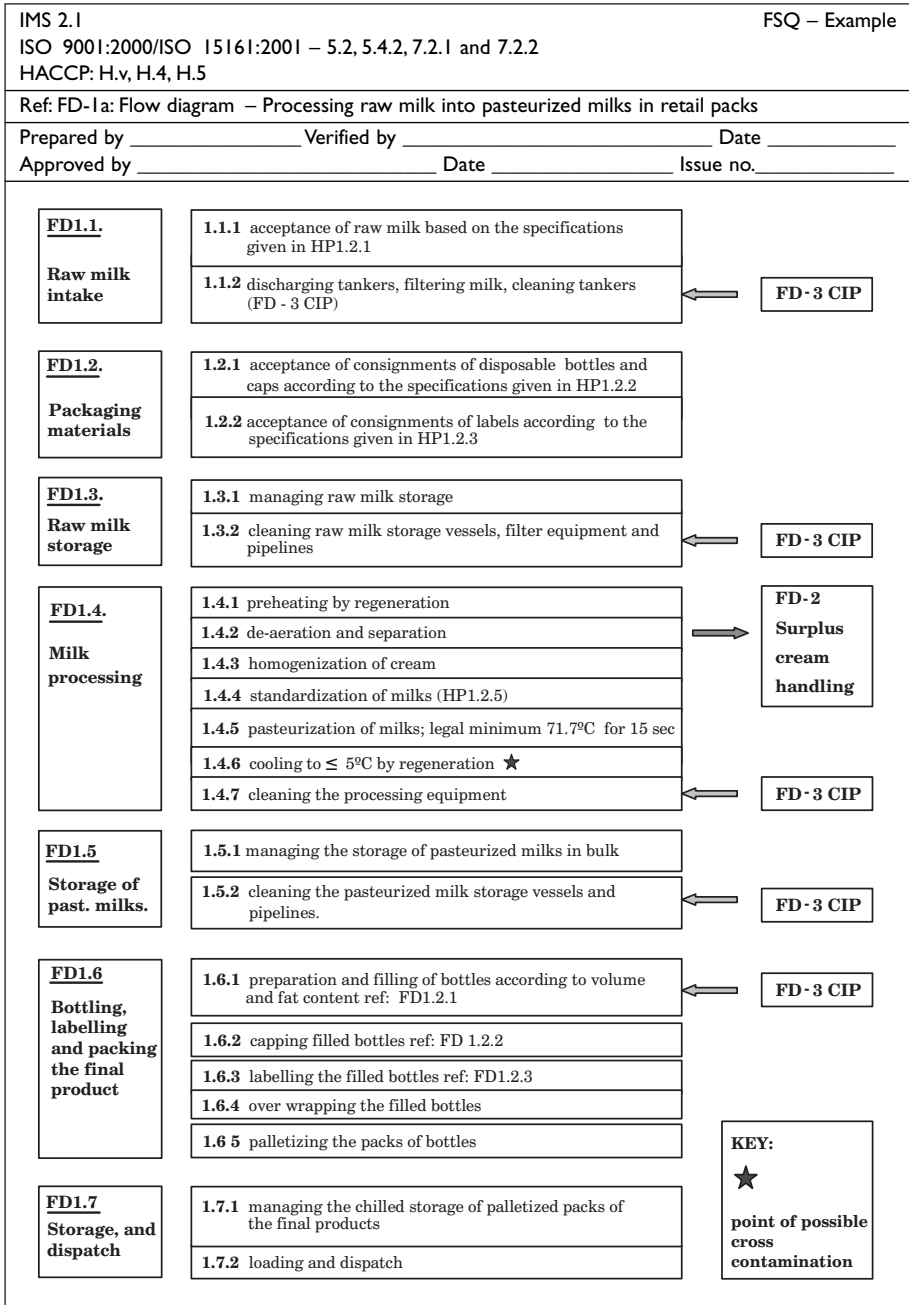 IMS 2.1 FSQ – Example
ISO 9001:2000/ISO 15161:2001 – 5.2, 5.4.2, 7.2.1 and 7.2.2
HACCP: H.v, H.4, H.5
Ref: FD-1a: Flow diagram – Processing raw milk into pasteurized milks in retail packs
Prepared by ________________ Verified by ________________ Date ________________
Approved by ________________ Date ________________ Issue no. ________________
FD1.1.
Raw milk
intake
1.1.1 acceptance of raw milk based on the specifications
given in HP1.2.1
1.1.2 discharging tankers, filtering milk, cleaning tankers
(FD - 3 CIP)
FD- 3 CIP
FD1.2.
Packaging
materials
1.2.1 acceptance of consignments of disposable bottles and
caps according to the specifications given in HP1.2.2
1.2.2 acceptance of consignments of labels according to the
specifications given in HP1.2.3
FD1.3.
Raw milk
storage
1.3.1 managing raw milk storage
1.3.2 cleaning raw milk storage vessels, filter equipment and
pipelines
FD- 3 CIP
FD1.4.
Milk
processing
1.4.1 preheating by regeneration
1.4.2 de-aeration and separation
1.4.3 homogenization of cream
1.4.4 standardization of milks (HP1.2.5)
1.4.5 pasteurization of milks; legal minimum 71.7ºC for 15 sec
1.4.6 cooling to ≤ 5ºC by regeneration ★
1.4.7 cleaning the processing equipment
FD-2
Surplus
cream
handling
FD- 3 CIP
FD1.5
Storage of
past. milks.
1.5.1 managing the storage of pasteurized milks in bulk
1.5.2 cleaning the pasteurized milk storage vessels and
pipelines.
FD- 3 CIP
FD1.6
Bottling,
labelling
and packing
the final
product
1.6.1 preparation and filling of bottles according to volume
and fat content ref: FD1.2.1
1.6.2 capping filled bottles ref: FD 1.2.2
1.6.3 labelling the filled bottles ref: FD1.2.3
1.6.4 over wrapping the filled bottles
1.6 5 palletizing the packs of bottles
FD- 3 CIP
FD1.7
Storage, and
dispatch
1.7.1 managing the chilled storage of palletized packs of
the final products
1.7.2 loading and dispatch
KEY:
★
point of possible
cross
contamination